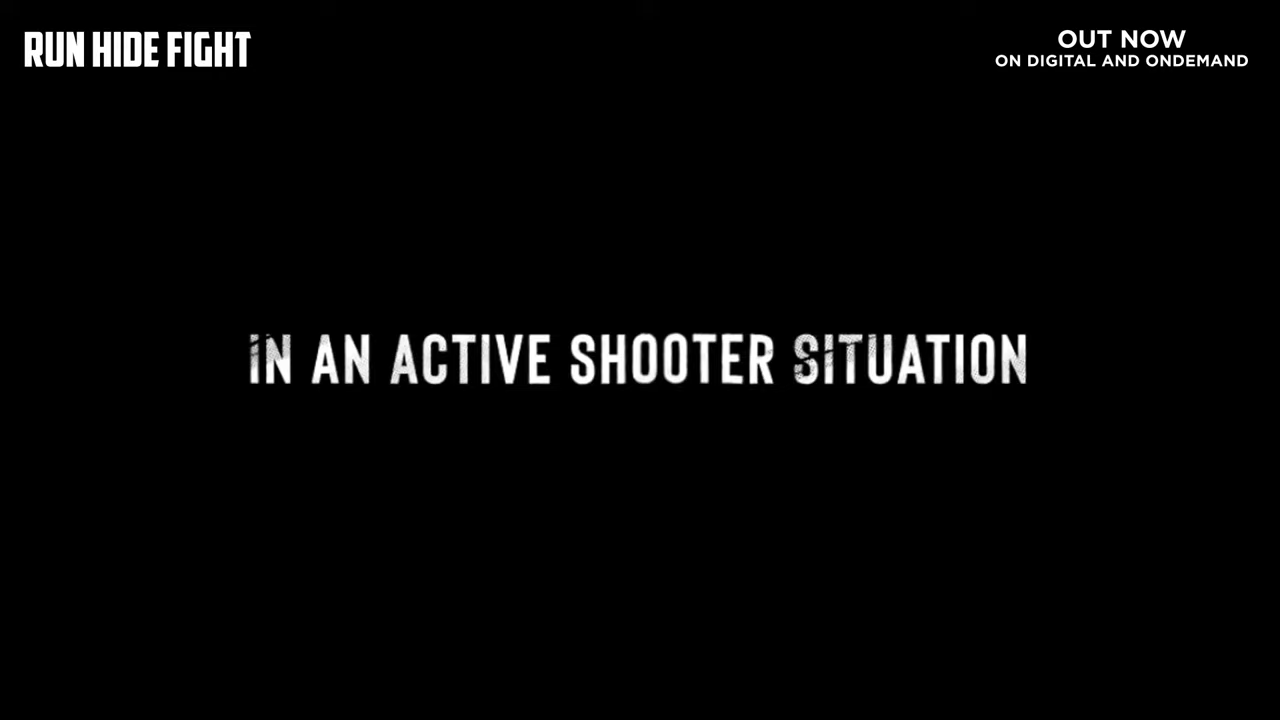 RUN HIDE FIGHT
OUT NOW
ON DIGITAL AND ONDEMAND
IN AN ACTIVE SHOOTER SITUATION